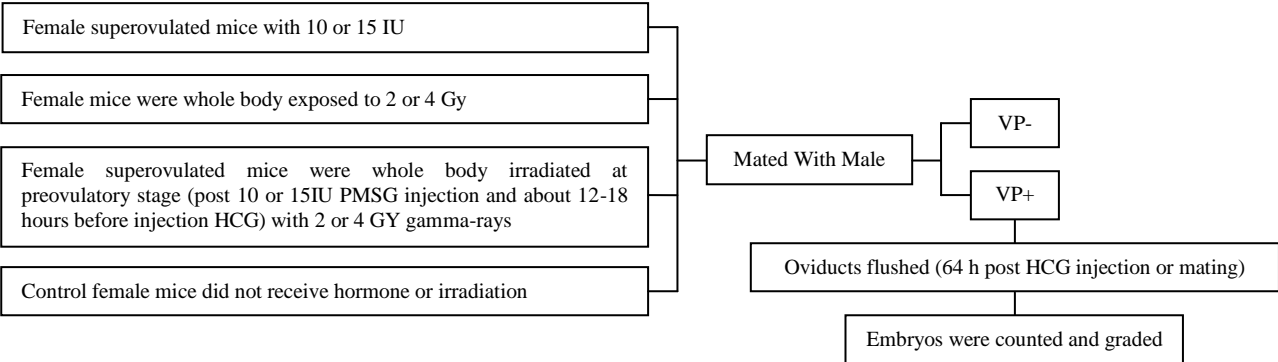 Female superovulated mice with 10 or 15 IU
Female mice were whole body exposed to 2 or 4 Gy
Female superovulated mice were whole body irradiated at
preovulatory stage (post 10 or 15IU PMSG injection and about 12-18
hours before injection HCG) with 2 or 4 GY gamma-rays
Control female mice did not receive hormone or irradiation
Mated With Male
VP-
VP+
Oviducts flushed (64 h post HCG injection or mating)
Embryos were counted and graded